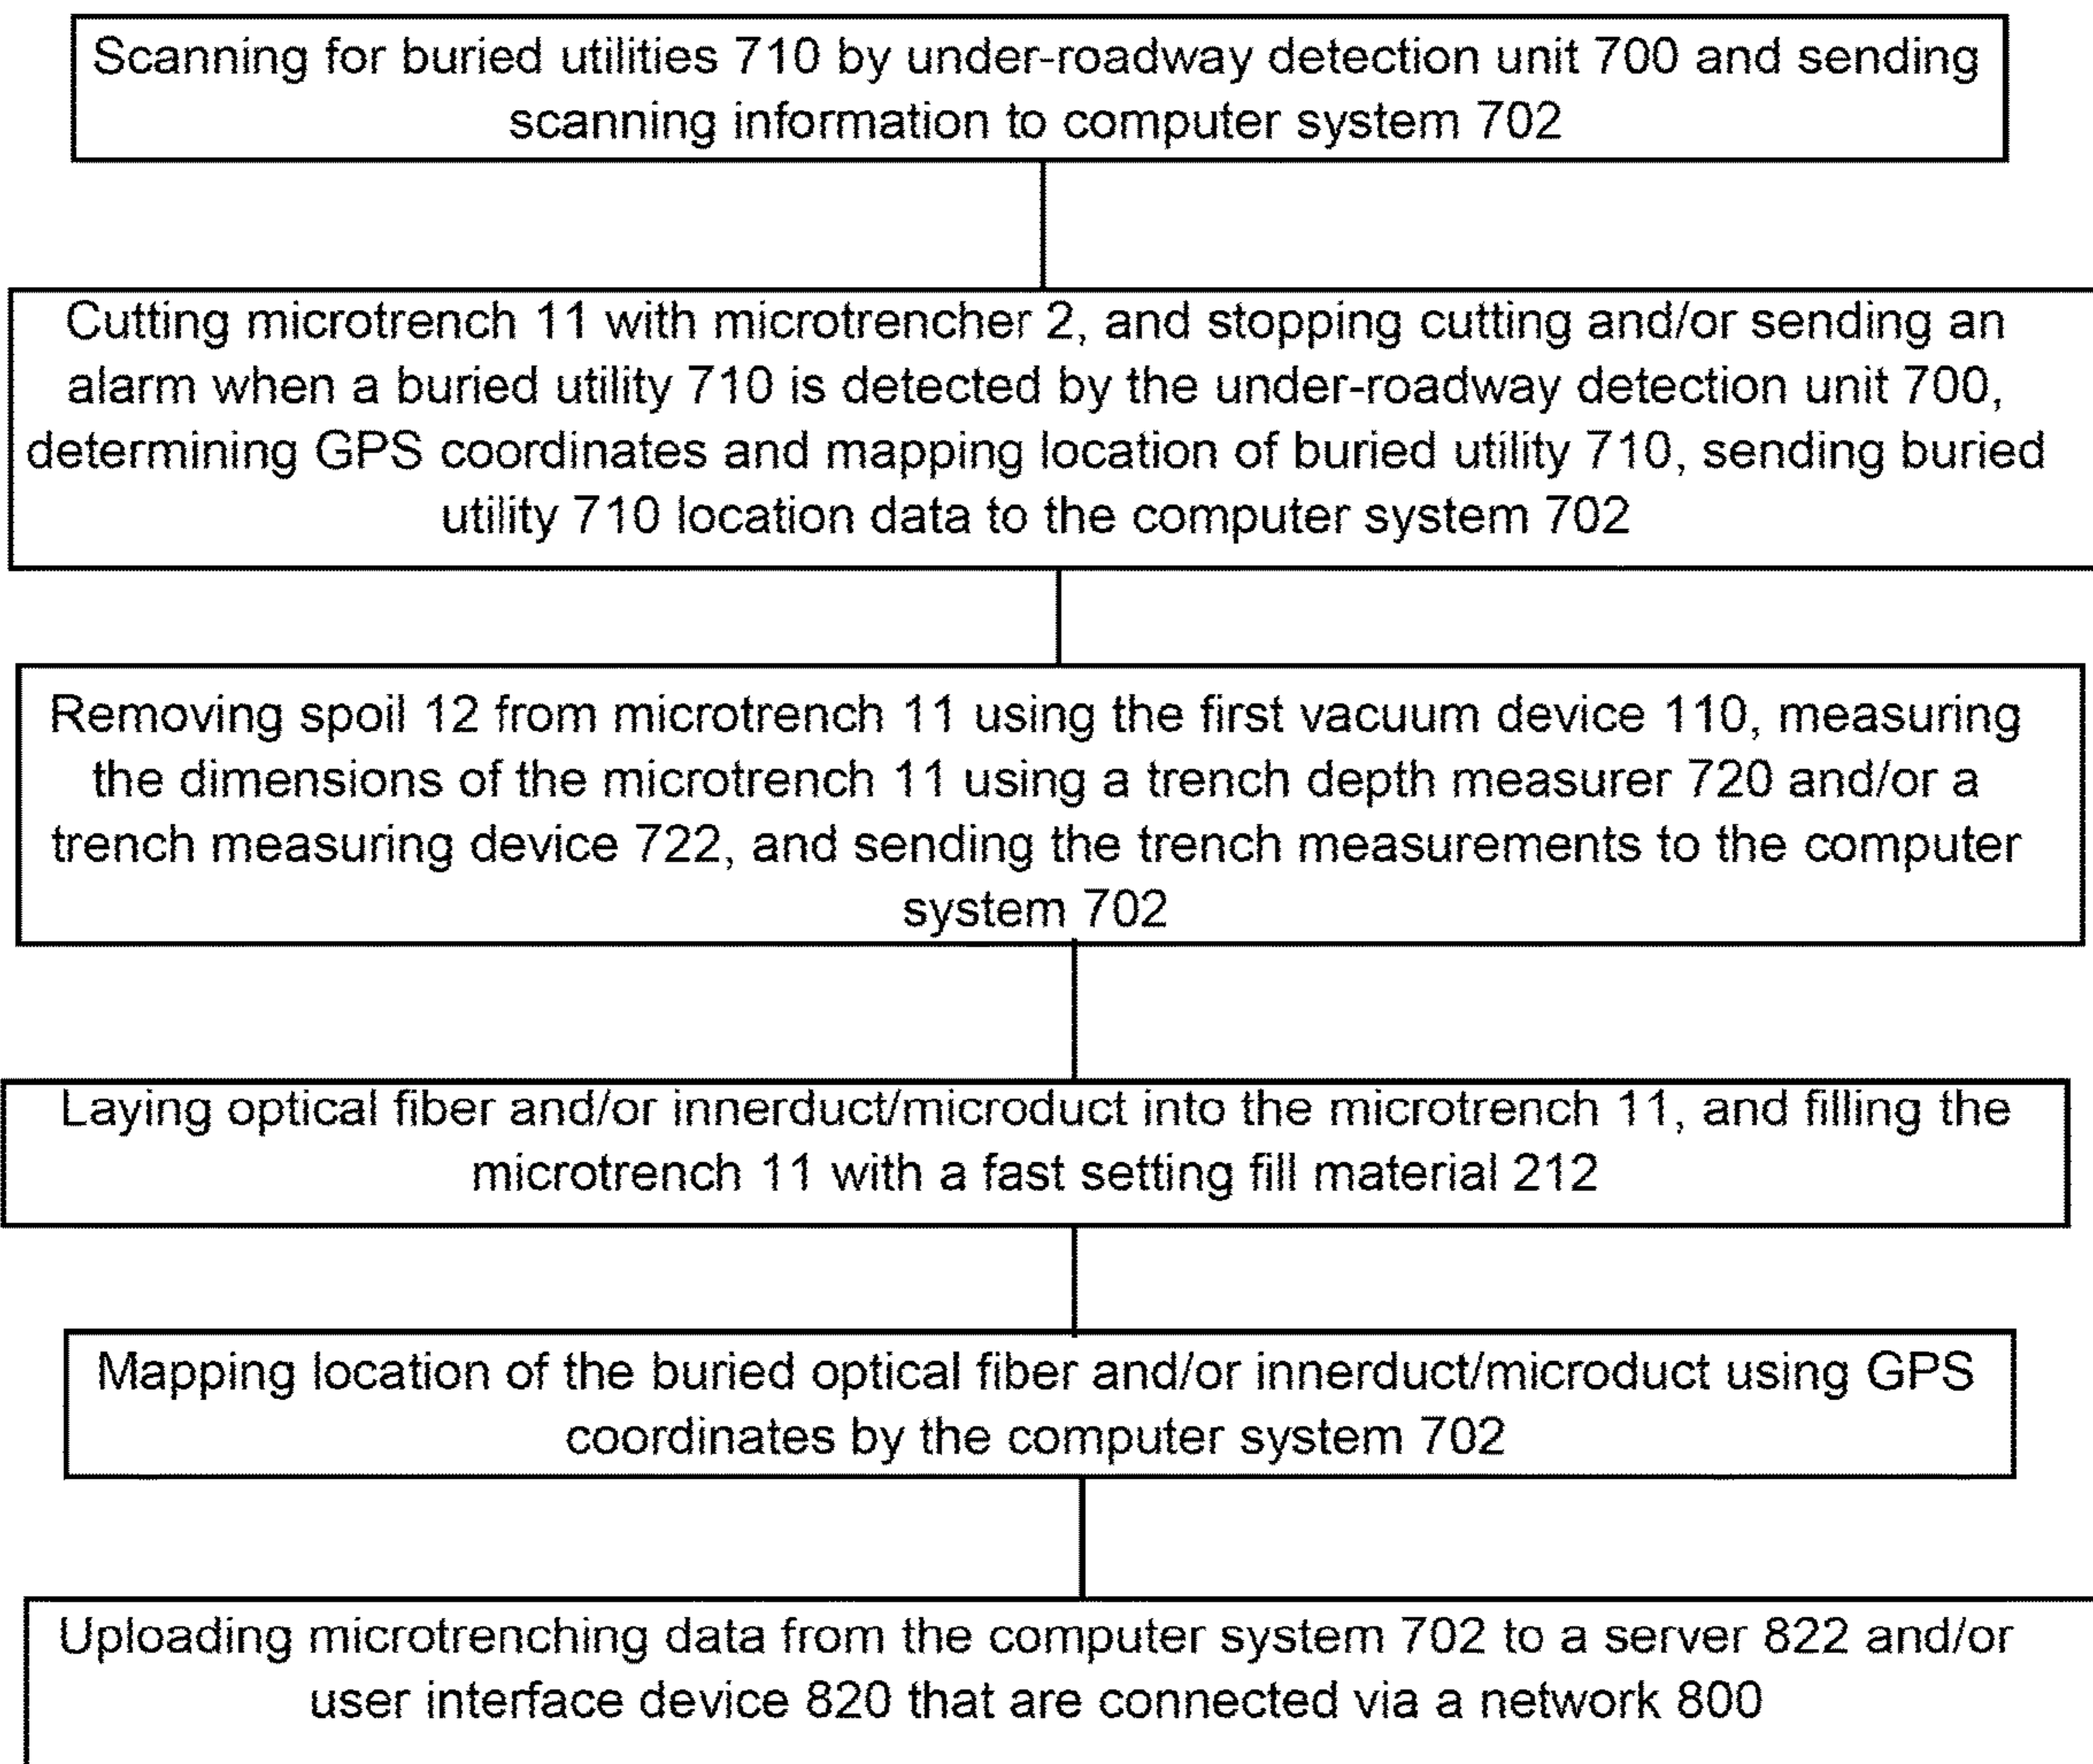 Scanning for buried utilities 710 by under-roadway detection unit 700 and sending
scanning information to computer system 702
Cutting microtrench 11 with microtrencher 2, and stopping cutting and/or sending an
alarm when a buried utility 710 is detected by the under-roadway detection unit 700,
determining GPS coordinates and mapping location of buried utility 710, sending buried
utility 710 location data to the computer system 702
Removing spoil 12 from microtrench 11 using the first vacuum device 110, measuring
the dimensions of the microtrench 11 using a trench depth measurer 720 and/or a
trench measuring device 722, and sending the trench measurements to the computer
system 702
Laying optical fiber and/or innerduct/microduct into the microtrench 11, and filling the
microtrench 11 with a fast setting fill material 212
Mapping location of the buried optical fiber and/or innerduct/microduct using GPS
coordinates by the computer system 702
Uploading microtrenching data from the computer system 702 to a server 822 and/or
user interface device 820 that are connected via a network 800